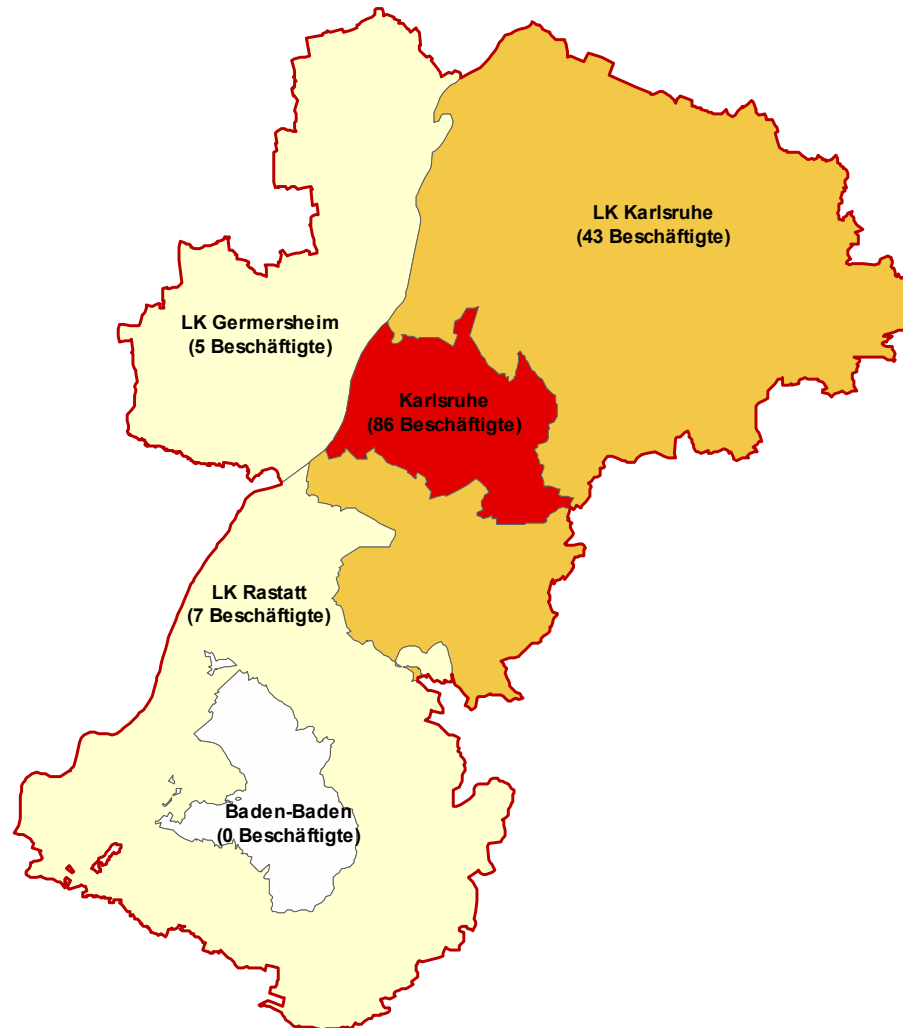 LK Karlsruhe
(43 Beschäftigte)
LK Germersheim
(5 Beschäftigte)
Karlsruhe
(86 Beschäftigte)
LK Rastatt
(7 Beschäftigte)
Baden-Baden
(0 Beschäftigte)